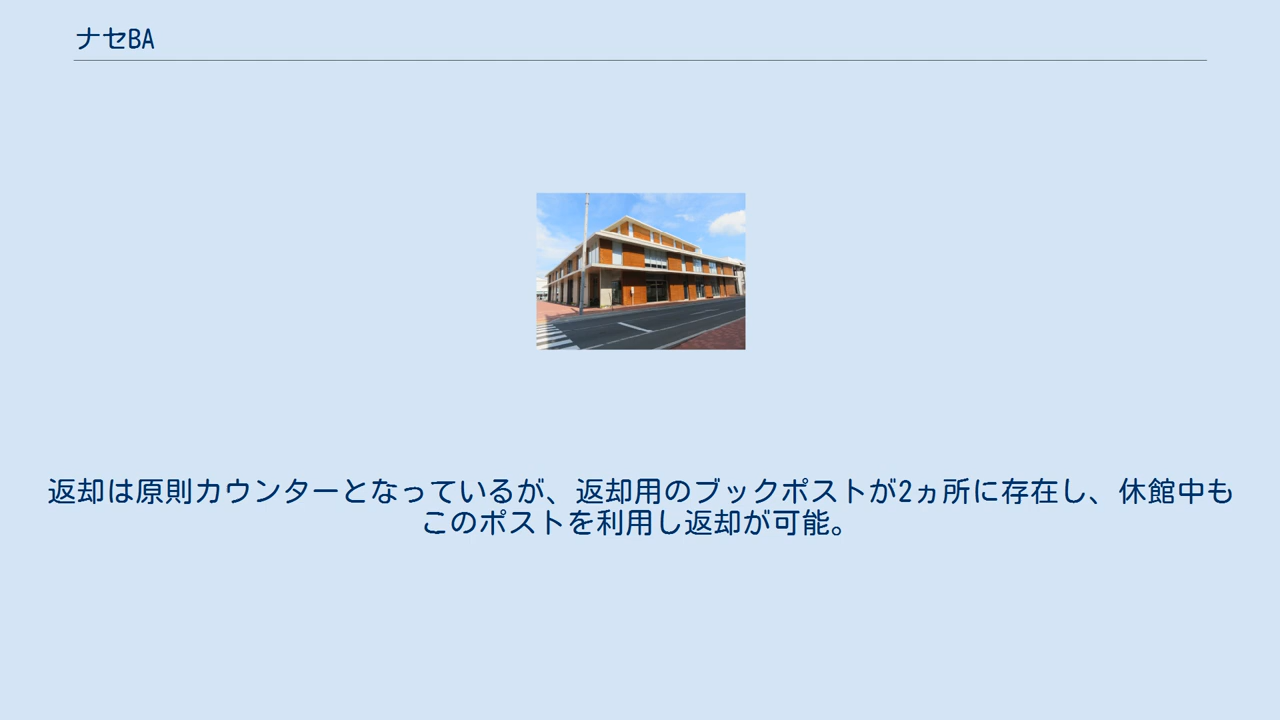 ナセBA
返却は原則カウンターとなっているが、返却用のブックポストが2ヵ所に存在し、休館中も
このポストを利用し返却が可能。